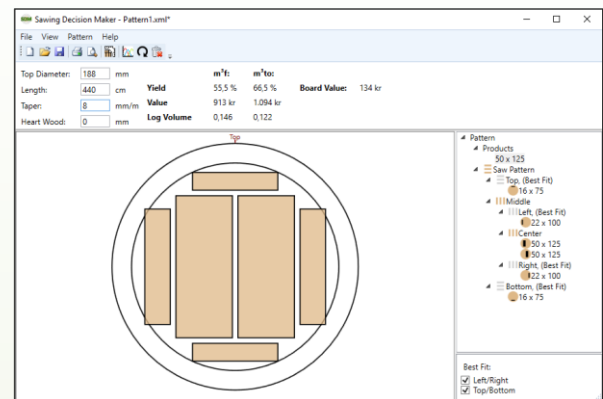 Sawing Decision Maker - Pattern1.xml*
File View Pattern Help
Top Diameter: 188 mm m³f: m³to:
Length: 440 cm Yield 55,5 % 66,5 % Board Value: 134 kr
Taper: 8 mm/m Value 913 kr 1.094 kr
Heart Wood: 0 mm Log Volume 0,146 0,122
Top
Pattern
Products
50 x 125
Saw Pattern
Top, (Best Fit)
16 x 75
Middle
Left, (Best Fit)
22 x 100
Center
50 x 125
50 x 125
Right, (Best Fit)
22 x 100
Bottom, (Best Fit)
16 x 75
Best Fit:
Left/Right
Top/Bottom